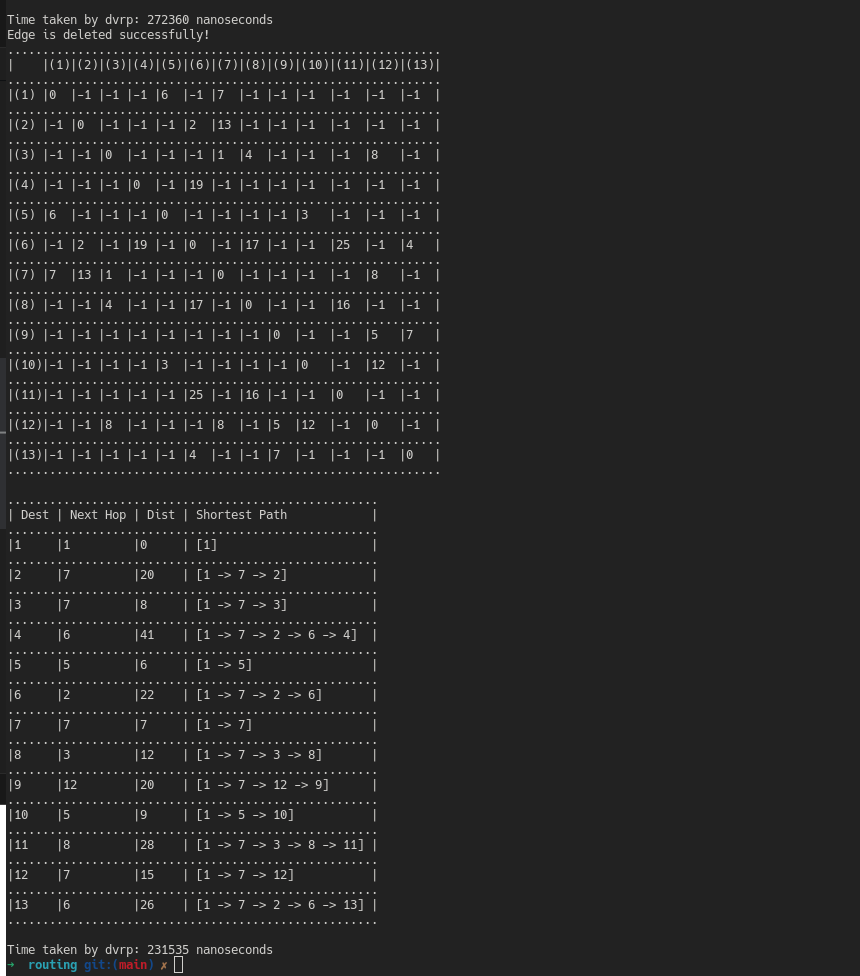 Time taken by dvrp: 272360 nanoseconds
Edge is deleted successfully!
..............................................................
|    |(1)|(2)|(3)|(4)|(5)|(6)|(7)|(8)|(9)|(10)|(11)|(12)|(13)|
..............................................................
|(1) |0  |-1 |-1 |-1 |6  |-1 |7  |-1 |-1 |-1  |-1  |-1  |-1  |
..............................................................
|(2) |-1 |0  |-1 |-1 |-1 |2  |13 |-1 |-1 |-1  |-1  |-1  |-1  |
..............................................................
|(3) |-1 |-1 |0  |-1 |-1 |-1 |1  |4  |-1 |-1  |-1  |8   |-1  |
..............................................................
|(4) |-1 |-1 |-1 |0  |-1 |19 |-1 |-1 |-1 |-1  |-1  |-1  |-1  |
..............................................................
|(5) |6  |-1 |-1 |-1 |0  |-1 |-1 |-1 |-1 |3   |-1  |-1  |-1  |
..............................................................
|(6) |-1 |2  |-1 |19 |-1 |0  |-1 |17 |-1 |-1  |25  |-1  |4   |
..............................................................
|(7) |7  |13 |1  |-1 |-1 |-1 |0  |-1 |-1 |-1  |-1  |8   |-1  |
..............................................................
|(8) |-1 |-1 |4  |-1 |-1 |17 |-1 |0  |-1 |-1  |16  |-1  |-1  |
..............................................................
|(9) |-1 |-1 |-1 |-1 |-1 |-1 |-1 |-1 |0  |-1  |-1  |5   |7   |
..............................................................
|(10)|-1 |-1 |-1 |-1 |3  |-1 |-1 |-1 |-1 |0   |-1  |12  |-1  |
..............................................................
|(11)|-1 |-1 |-1 |-1 |-1 |25 |-1 |16 |-1 |-1  |0   |-1  |-1  |
..............................................................
|(12)|-1 |-1 |8  |-1 |-1 |-1 |8  |-1 |5  |12  |-1  |0   |-1  |
..............................................................
|(13)|-1 |-1 |-1 |-1 |-1 |4  |-1 |-1 |7  |-1  |-1  |-1  |0   |
..............................................................
.....................................................
| Dest | Next Hop | Dist | Shortest Path            |
.....................................................
|1     |1         |0     | [1]                      |
.....................................................
|2     |7         |20    | [1 -> 7 -> 2]            |
.....................................................
|3     |7         |8     | [1 -> 7 -> 3]            |
.....................................................
|4     |6         |41    | [1 -> 7 -> 2 -> 6 -> 4]  |
.....................................................
|5     |5         |6     | [1 -> 5]                 |
.....................................................
|6     |2         |22    | [1 -> 7 -> 2 -> 6]       |
.....................................................
|7     |7         |7     | [1 -> 7]                 |
.....................................................
|8     |3         |12    | [1 -> 7 -> 3 -> 8]       |
.....................................................
|9     |12        |20    | [1 -> 7 -> 12 -> 9]      |
.....................................................
|10    |5         |9     | [1 -> 5 -> 10]           |
.....................................................
|11    |8         |28    | [1 -> 7 -> 3 -> 8 -> 11] |
.....................................................
|12    |7         |15    | [1 -> 7 -> 12]           |
.....................................................
|13    |6         |26    | [1 -> 7 -> 2 -> 6 -> 13] |
.....................................................
Time taken by dvrp: 231535 nanoseconds
→  routing git:(main) ✗